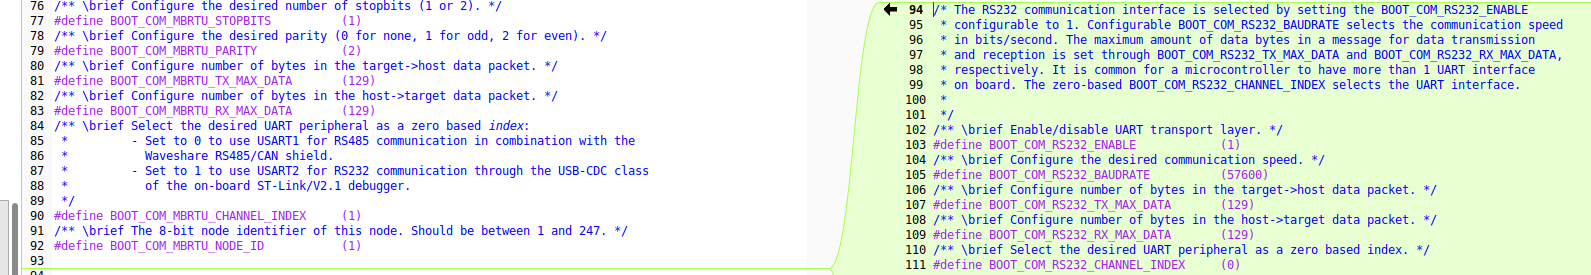 76 /** \brief Configure the desired number of stopbits (1 or 2). */
77 #define BOOT_COM_MBRTU_STOPBITS          (1)
78 /** \brief Configure the desired parity (0 for none, 1 for odd, 2 for even). */
79 #define BOOT_COM_MBRTU_PARITY            (2)
80 /** \brief Configure number of bytes in the target->host data packet. */
81 #define BOOT_COM_MBRTU_TX_MAX_DATA       (129)
82 /** \brief Configure number of bytes in the host->target data packet. */
83 #define BOOT_COM_MBRTU_RX_MAX_DATA       (129)
84 /** \brief Select the desired UART peripheral as a zero based index:
85  *         - Set to 0 to use USART1 for RS485 communication in combination with the
86  *           Waveshare RS485/CAN shield.
87  *         - Set to 1 to use USART2 for RS232 communication through the USB-CDC class
88  *           of the on-board ST-Link/V2.1 debugger.
89  */
90 #define BOOT_COM_MBRTU_CHANNEL_INDEX     (1)
91 /** \brief The 8-bit node identifier of this node. Should be between 1 and 247. */
92 #define BOOT_COM_MBRTU_NODE_ID           (1)
93
94
94 /* The RS232 communication interface is selected by setting the BOOT_COM_RS232_ENABLE
95  * configurable to 1. Configurable BOOT_COM_RS232_BAUDRATE selects the communication speed
96  * in bits/second. The maximum amount of data bytes in a message for data transmission
97  * and reception is set through BOOT_COM_RS232_TX_MAX_DATA and BOOT_COM_RS232_RX_MAX_DATA,
98  * respectively. It is common for a microcontroller to have more than 1 UART interface
99  * on board. The zero-based BOOT_COM_RS232_CHANNEL_INDEX selects the UART interface.
100  *
101  */
102 /** \brief Enable/disable UART transport layer. */
103 #define BOOT_COM_RS232_ENABLE            (1)
104 /** \brief Configure the desired communication speed. */
105 #define BOOT_COM_RS232_BAUDRATE          (57600)
106 /** \brief Configure number of bytes in the target->host data packet. */
107 #define BOOT_COM_RS232_TX_MAX_DATA       (129)
108 /** \brief Configure number of bytes in the host->target data packet. */
109 #define BOOT_COM_RS232_RX_MAX_DATA       (129)
110 /** \brief Select the desired UART peripheral as a zero based index. */
111 #define BOOT_COM_RS232_CHANNEL_INDEX     (0)